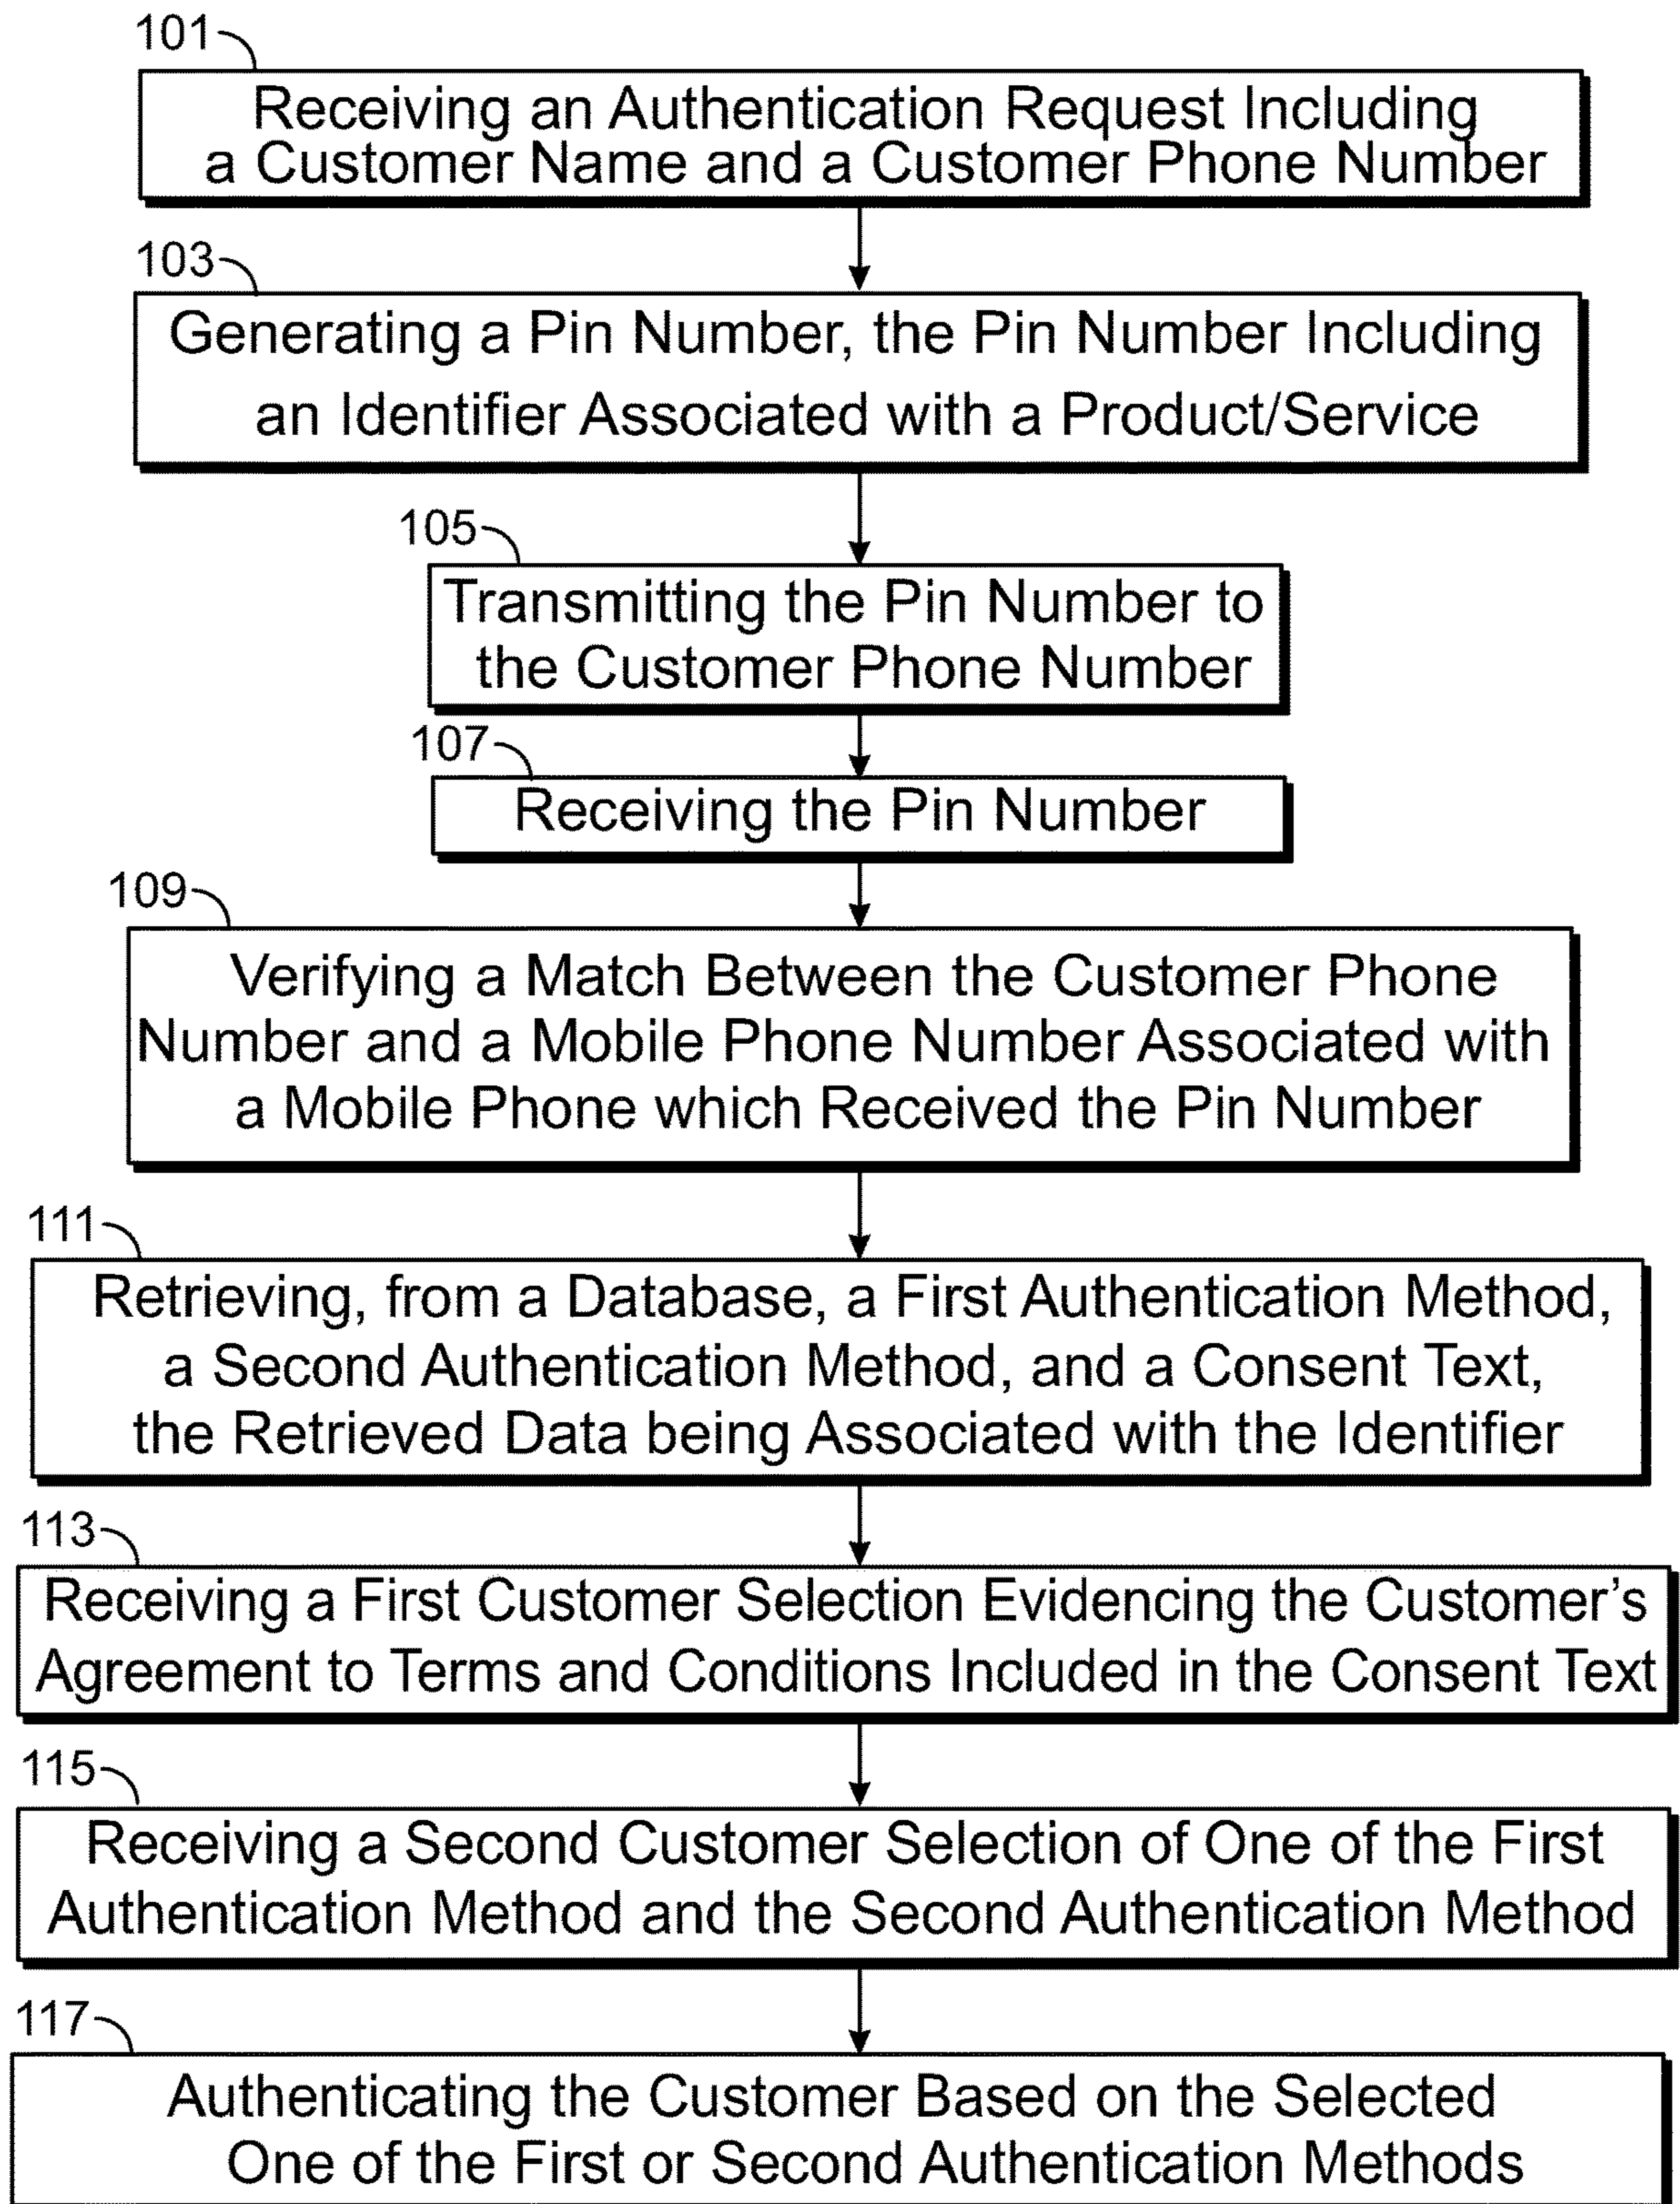 101
Receiving an Authentication Request Including
a Customer Name and a Customer Phone Number
103
Generating a Pin Number, the Pin Number Including
an Identifier Associated with a Product/Service
105
Transmitting the Pin Number to
the Customer Phone Number
107
Receiving the Pin Number
109
Verifying a Match Between the Customer Phone
Number and a Mobile Phone Number Associated with
a Mobile Phone which Received the Pin Number
111
Retrieving, from a Database, a First Authentication Method,
a Second Authentication Method, and a Consent Text,
the Retrieved Data being Associated with the Identifier
113
Receiving a First Customer Selection Evidencing the Customer’s
Agreement to Terms and Conditions Included in the Consent Text
115
Receiving a Second Customer Selection of One of the First
Authentication Method and the Second Authentication Method
117
Authenticating the Customer Based on the Selected
One of the First or Second Authentication Methods